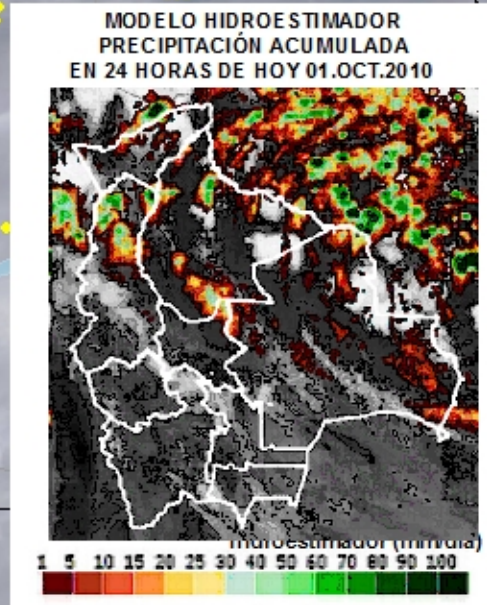 MODELO HIDROESTIMADOR
PRECIPITACIÓN ACUMULADA
EN 24 HORAS DE HOY 01.OCT.2010
Hidroestimador (mm/dia)
1 5 10 15 20 25 30 40 50 60 70 80 90 100